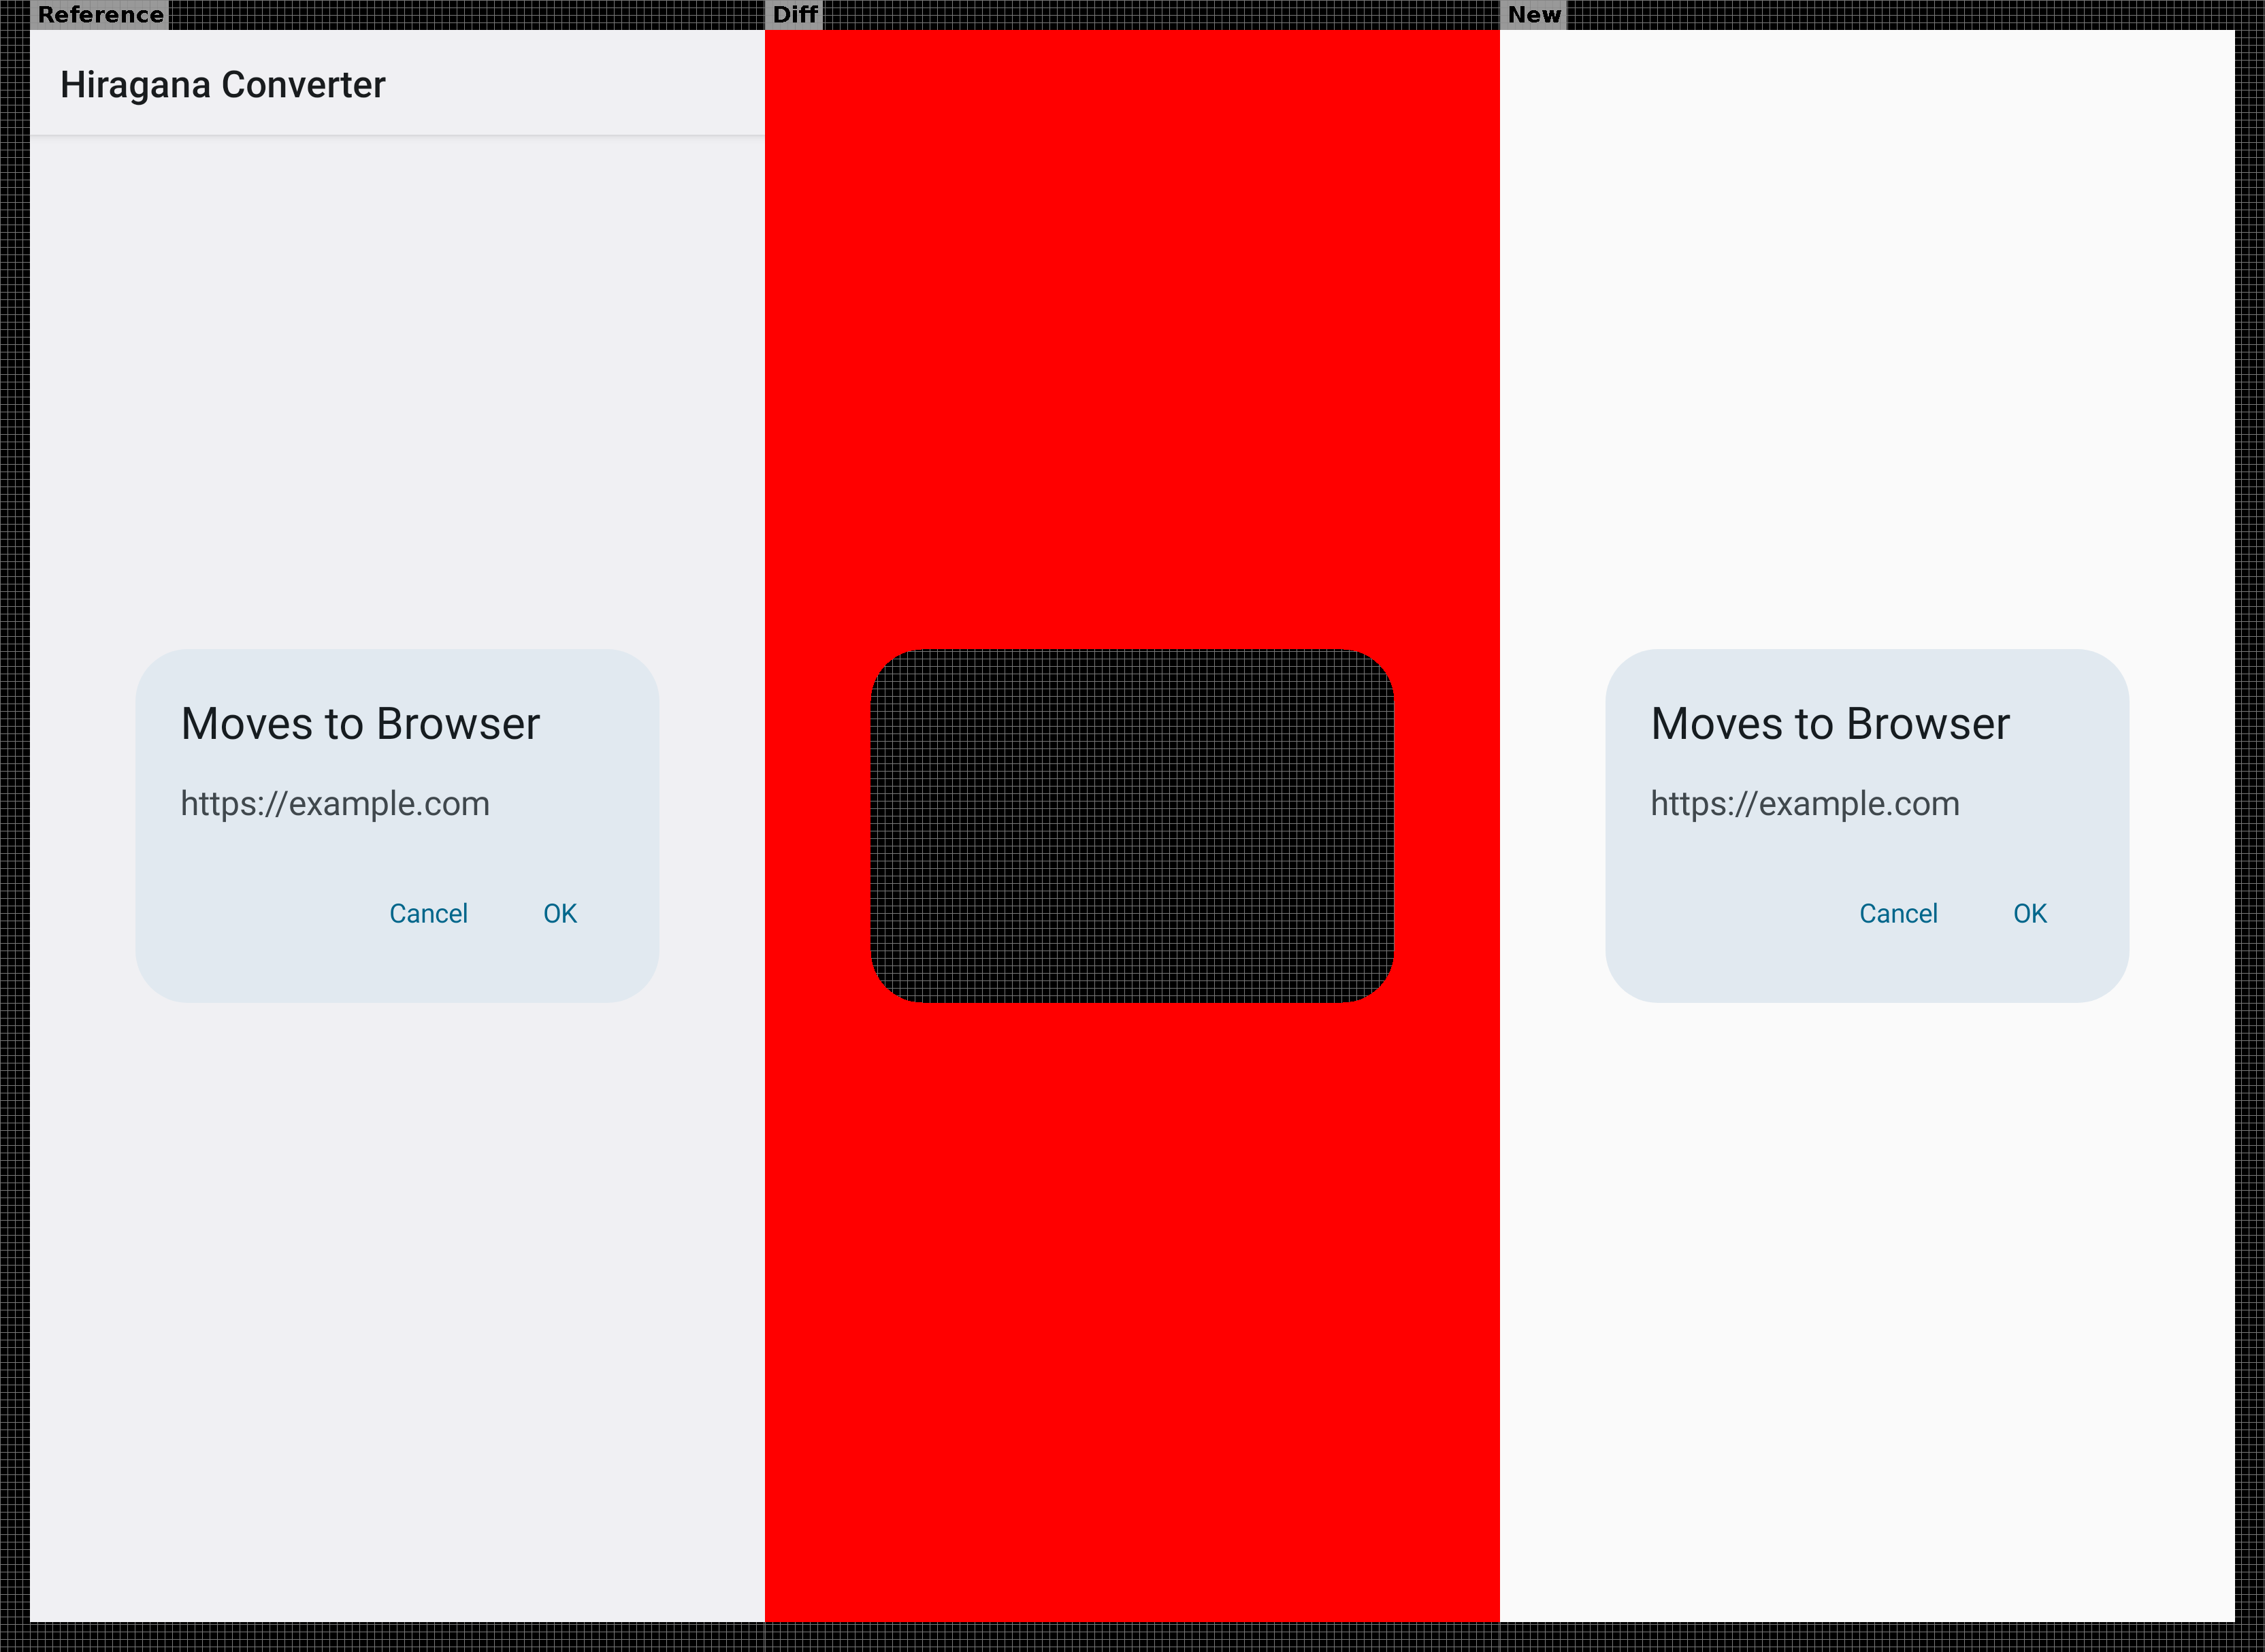 Reference
Diff
New
Hiragana Converter
Moves to Browser
https://example.com
Cancel OK
Moves to Browser
https://example.com
Cancel OK